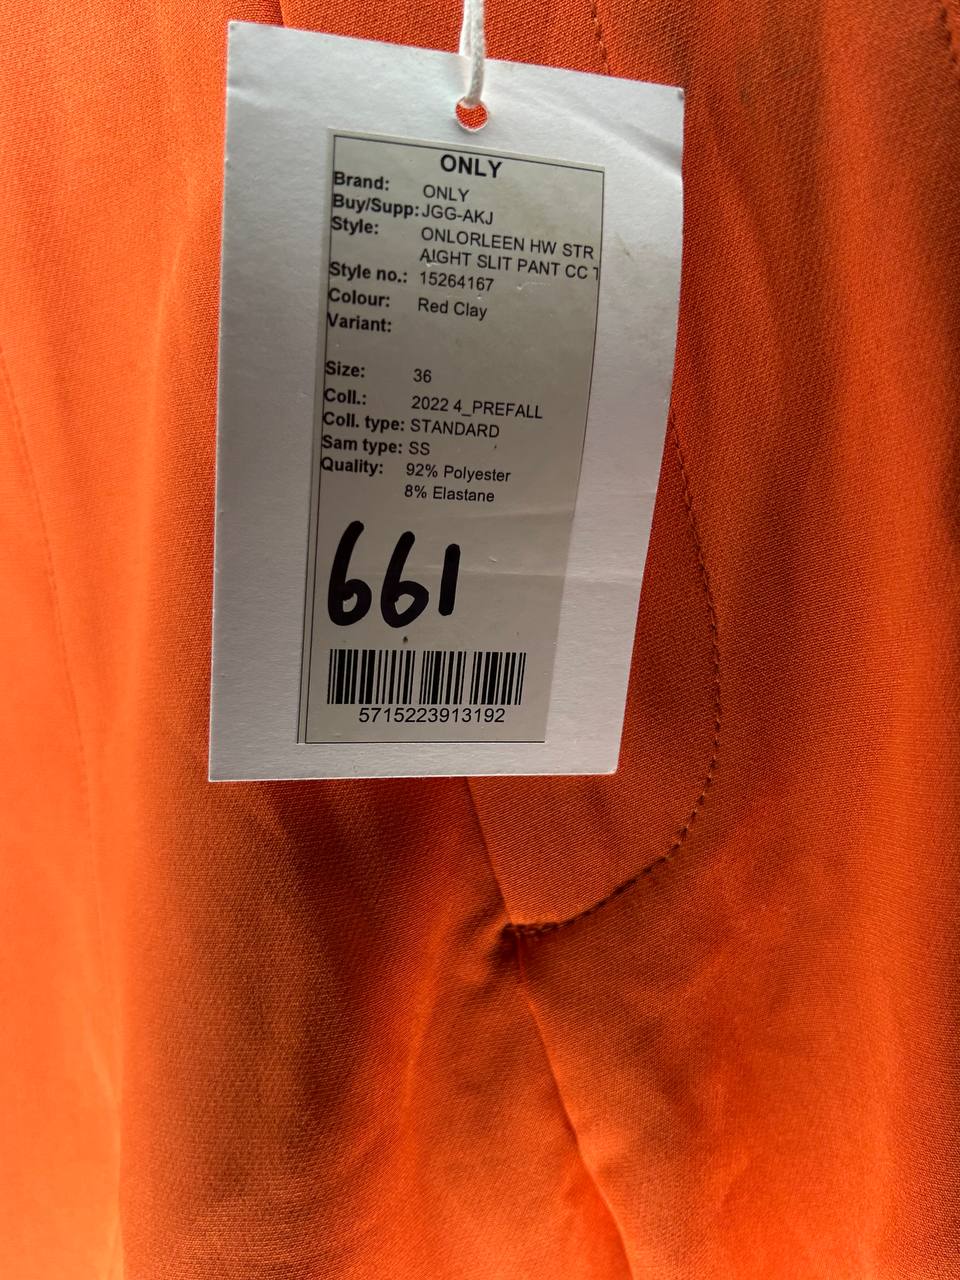 ONLY
Brand: ONLY
Buy/Supp: JGG-AKJ
Style: ONLORLEEN HW STR
AIGHT SLIT PANT CC
Style no.: 15264167
Colour: Red Clay
Variant:
Size: 36
Coll.: 2022 4_PREFALL
Coll. type: STANDARD
Sam type: SS
Quality: 92% Polyester
8% Elastane
661
5715223913192